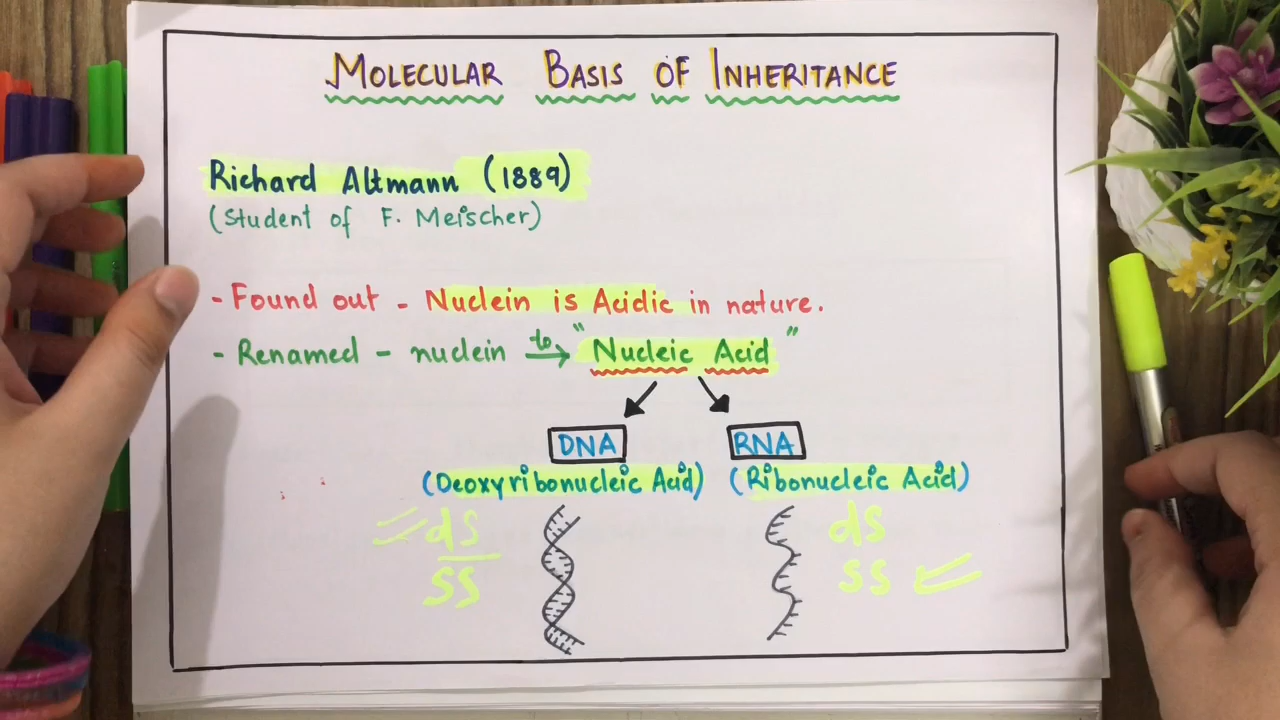 MOLECULAR BASIS OF INHERITANCE
Richard Altmann (1889)
(Student of F. Meischer)
- Found out - Nuclein is Acidic in nature.
- Renamed - nuclein to → "Nucleic Acid"
DNA RNA
(Deoxyribonucleic Acid) (Ribonucleic Acid)
ds ds
ss ss